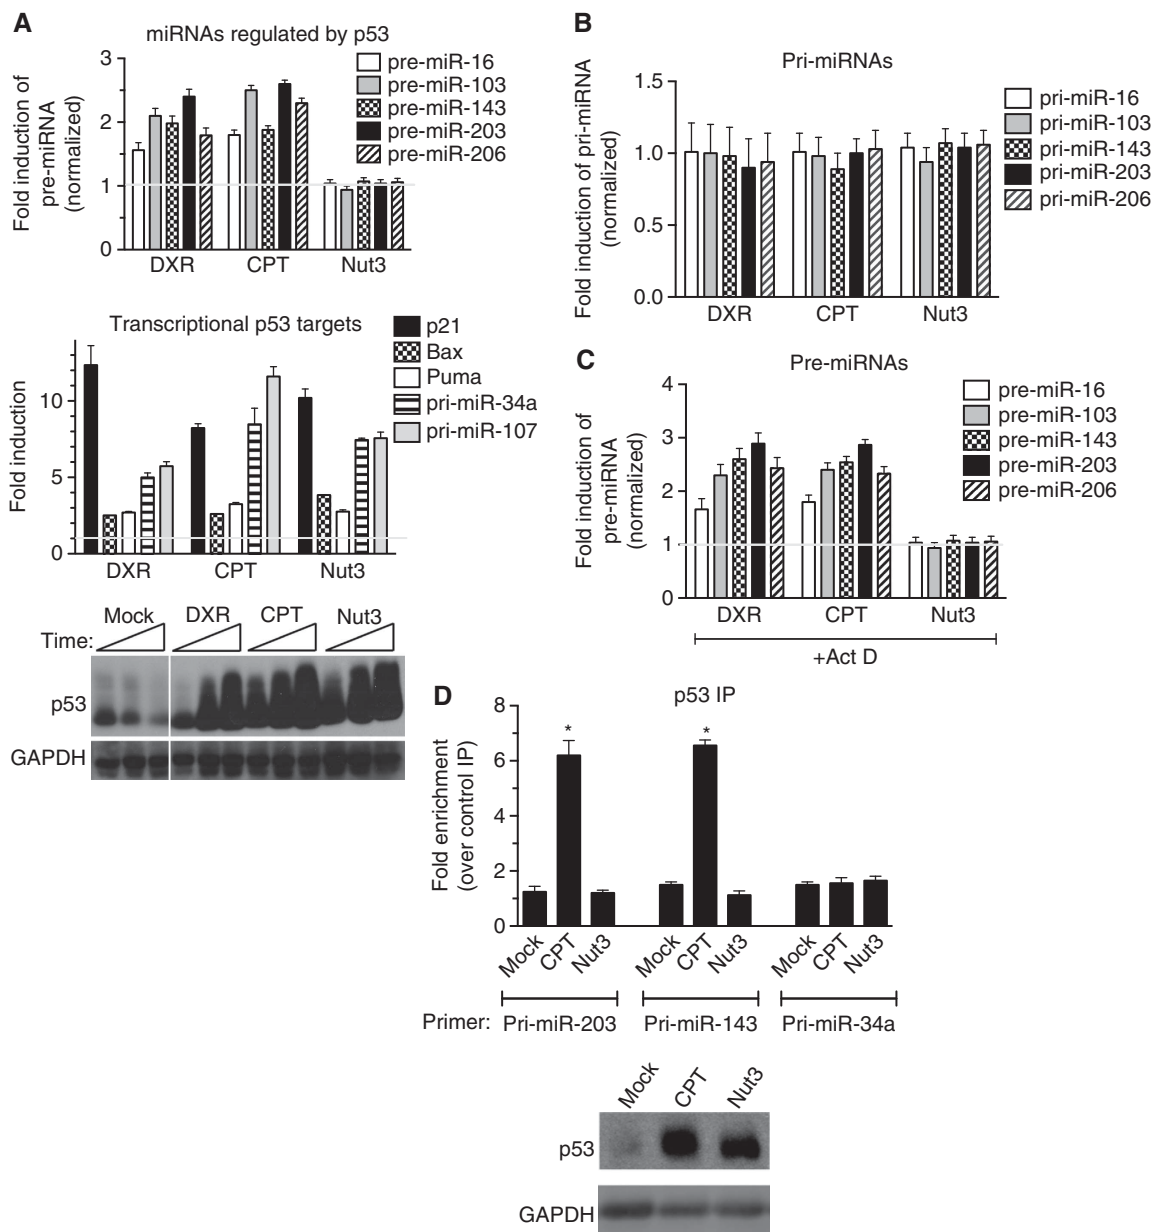 A
miRNAs regulated by p53
Fold induction of
pre-miRNA
(normalized)
3
2
1
0
pre-miR-16
pre-miR-103
pre-miR-143
pre-miR-203
pre-miR-206
DXR CPT Nut3
Transcriptional p53 targets
Fold induction
10
5
0
p21
Bax
Puma
pri-miR-34a
pri-miR-107
DXR CPT Nut3
Mock DXR CPT Nut3
Time:
p53
GAPDH
B
Pri-miRNAs
Fold induction of pri-miRNA
(normalized)
1.5
1.0
0.5
0.0
pri-miR-16
pri-miR-103
pri-miR-143
pri-miR-203
pri-miR-206
DXR CPT Nut3
C
Pre-miRNAs
Fold induction of
pre-miRNA
(normalized)
4
3
2
1
0
pre-miR-16
pre-miR-103
pre-miR-143
pre-miR-203
pre-miR-206
DXR CPT Nut3
+Act D
D
p53 IP
Fold enrichment
(over control IP)
8
6
4
2
0
* *
Mock CPT Nut3 Mock CPT Nut3 Mock CPT Nut3
Primer: Pri-miR-203 Pri-miR-143 Pri-miR-34a
Mock CPT Nut3
p53
GAPDH